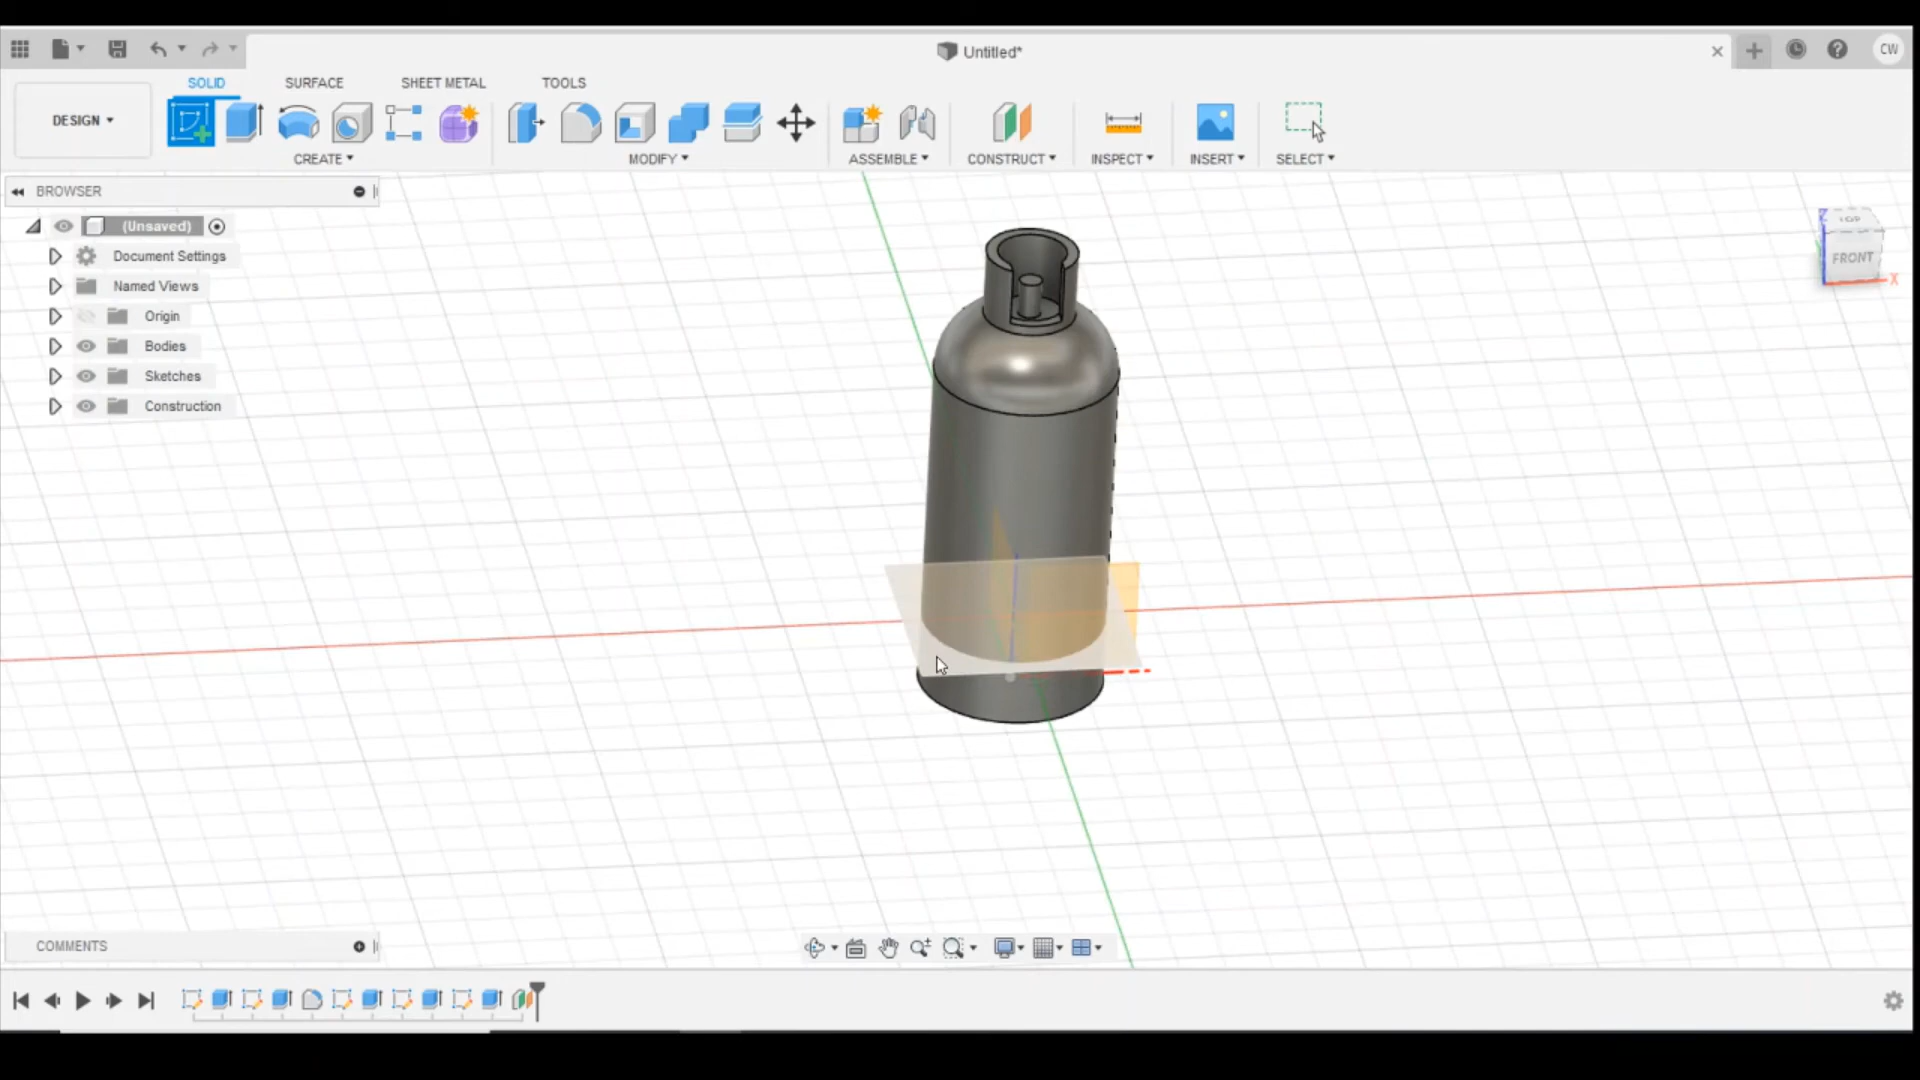 Untitled*
CW
SOLID SURFACE SHEET METAL TOOLS
DESIGN
CREATE MODIFY ASSEMBLE CONSTRUCT INSPECT INSERT SELECT
BROWSER
(Unsaved)
Document Settings
Named Views
Origin
Bodies
Sketches
Construction
TOP
FRONT
X
COMMENTS